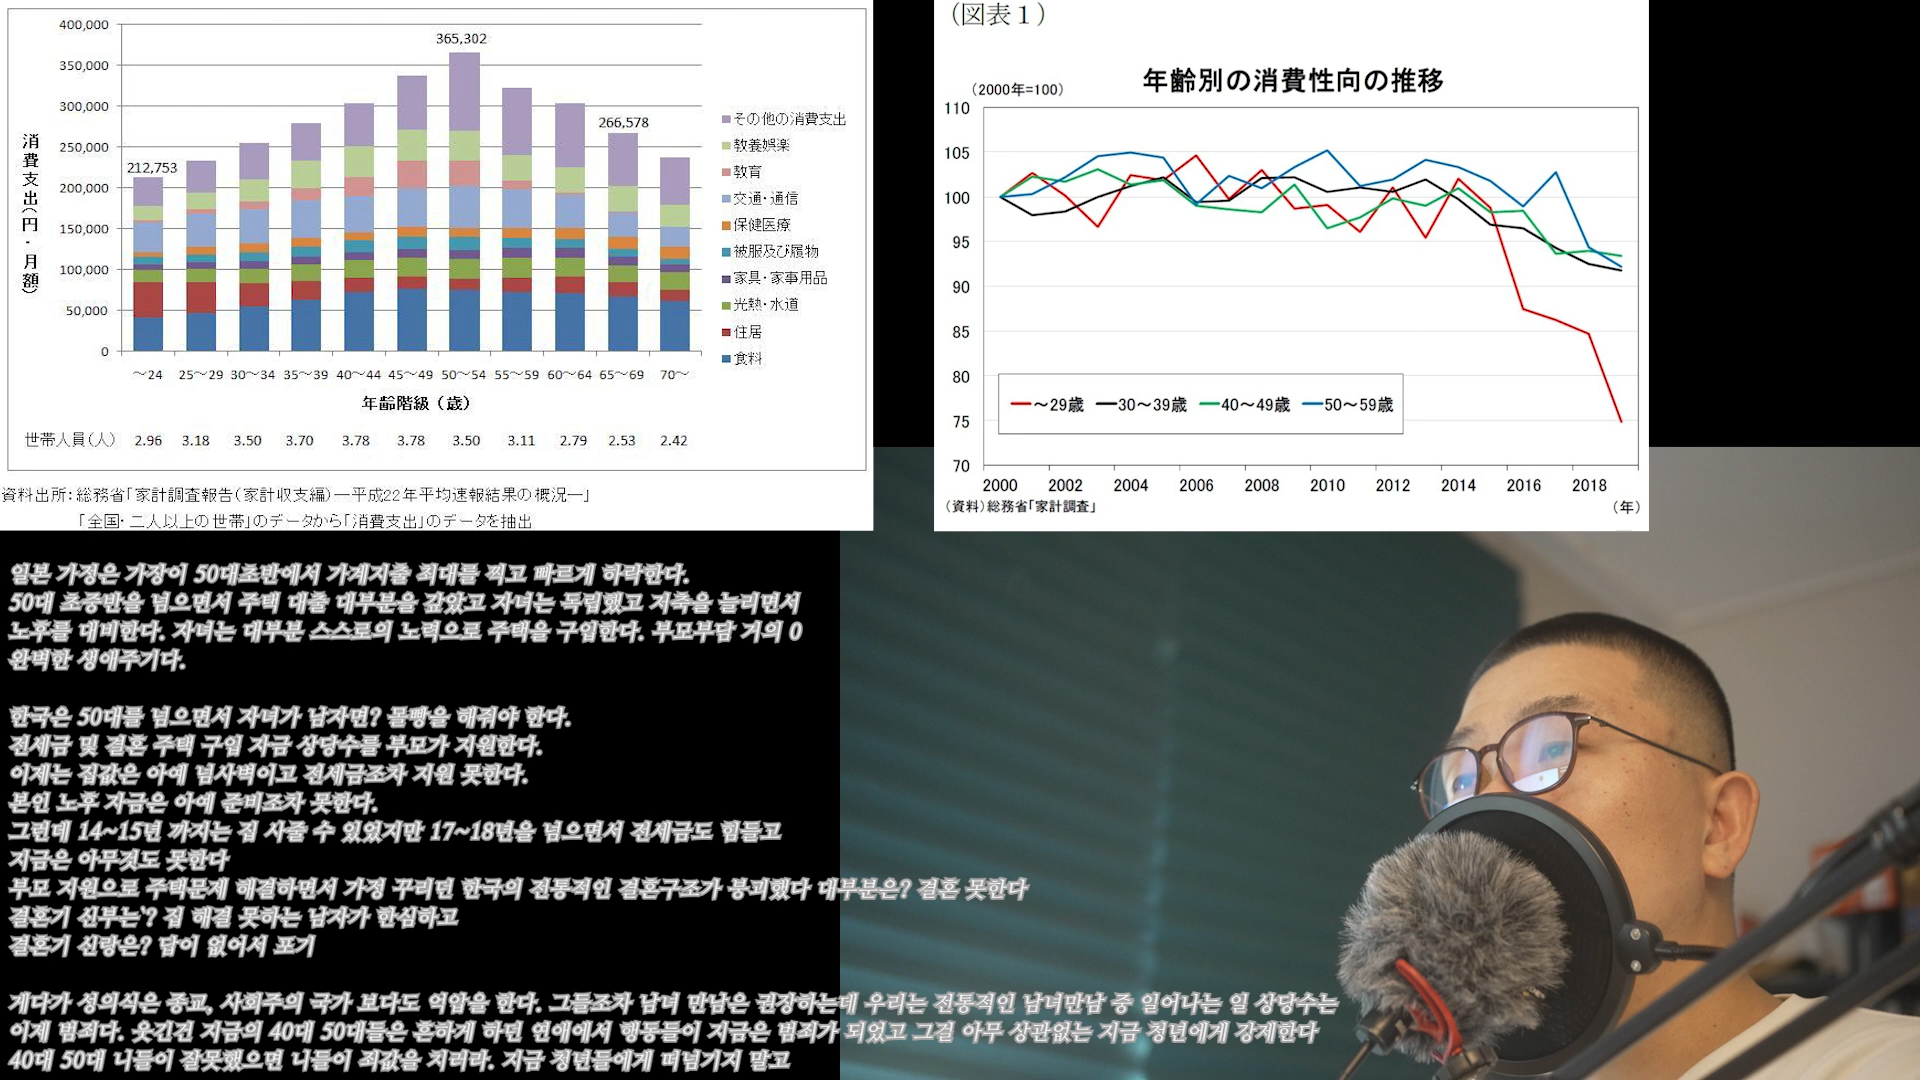 400,000
350,000
300,000
250,000
200,000
150,000
100,000
50,000
0
消費支出(円・月額)
212,753
365,302
266,578
その他の消費支出
教養娯楽
教育
交通・通信
保健医療
被服及び履物
家具・家事用品
光熱・水道
住居
食料
～24 25～29 30～34 35～39 40～44 45～49 50～54 55～59 60～64 65～69 70～
年齢階級（歳）
世帯人員(人) 2.96 3.18 3.50 3.70 3.78 3.78 3.50 3.11 2.79 2.53 2.42
資料出所：総務省｢家計調査報告(家計収支編)―平成22年平均速報結果の概況―｣
｢全国・二人以上の世帯｣のデータから｢消費支出｣のデータを抽出
（図表１）
年齢別の消費性向の推移
（2000年=100）
110
105
100
95
90
85
80
75
70
～29歳 30～39歳 40～49歳 50～59歳
2000 2002 2004 2006 2008 2010 2012 2014 2016 2018
（資料）総務省｢家計調査｣
（年）
일본 가정은 가장이 50대초반에서 가계지출 최대를 찍고 빠르게 하락한다.
50대 초중반을 넘으면서 주택 대출 대부분을 갚았고 자녀는 독립했고 저축을 늘리면서
노후를 대비한다. 자녀는 대부분 스스로의 노력으로 주택을 구입한다. 부모부담 거의 0
완벽한 생애주기다.
한국은 50대를 넘으면서 자녀가 남자면? 몰빵을 해줘야 한다.
전세금 및 결혼 주택 구입 자금 상당수를 부모가 지원한다.
이제는 집값은 아예 넘사벽이고 전세금조차 지원 못한다.
본인 노후 자금은 아예 준비조차 못한다.
그런데 14~15년 까지는 집 사줄 수 있었지만 17~18년을 넘으면서 전세금도 힘들고
지금은 아무것도 못한다
부모 지원으로 주택문제 해결하면서 가정 꾸리던 한국의 전통적인 결혼구조가 붕괴했다 대부분은? 결혼 못한다
결혼기 신부는? 집 해결 못하는 남자가 한심하고
결혼기 신랑은? 답이 없어서 포기
게다가 성의식은 종교, 사회주의 국가 보다도 억압을 한다. 그들조차 남녀 만남은 권장하는데 우리는 전통적인 남녀만남 중 일어나는 일 상당수는
이제 범죄다. 웃긴건 지금의 40대 50대들은 흔하게 하던 연애에서 행동들이 지금은 범죄가 되었고 그걸 아무 상관없는 지금 청년에게 강제한다
40대 50대 니들이 잘못했으면 니들이 죄값을 치러라. 지금 청년들에게 떠넘기지 말고